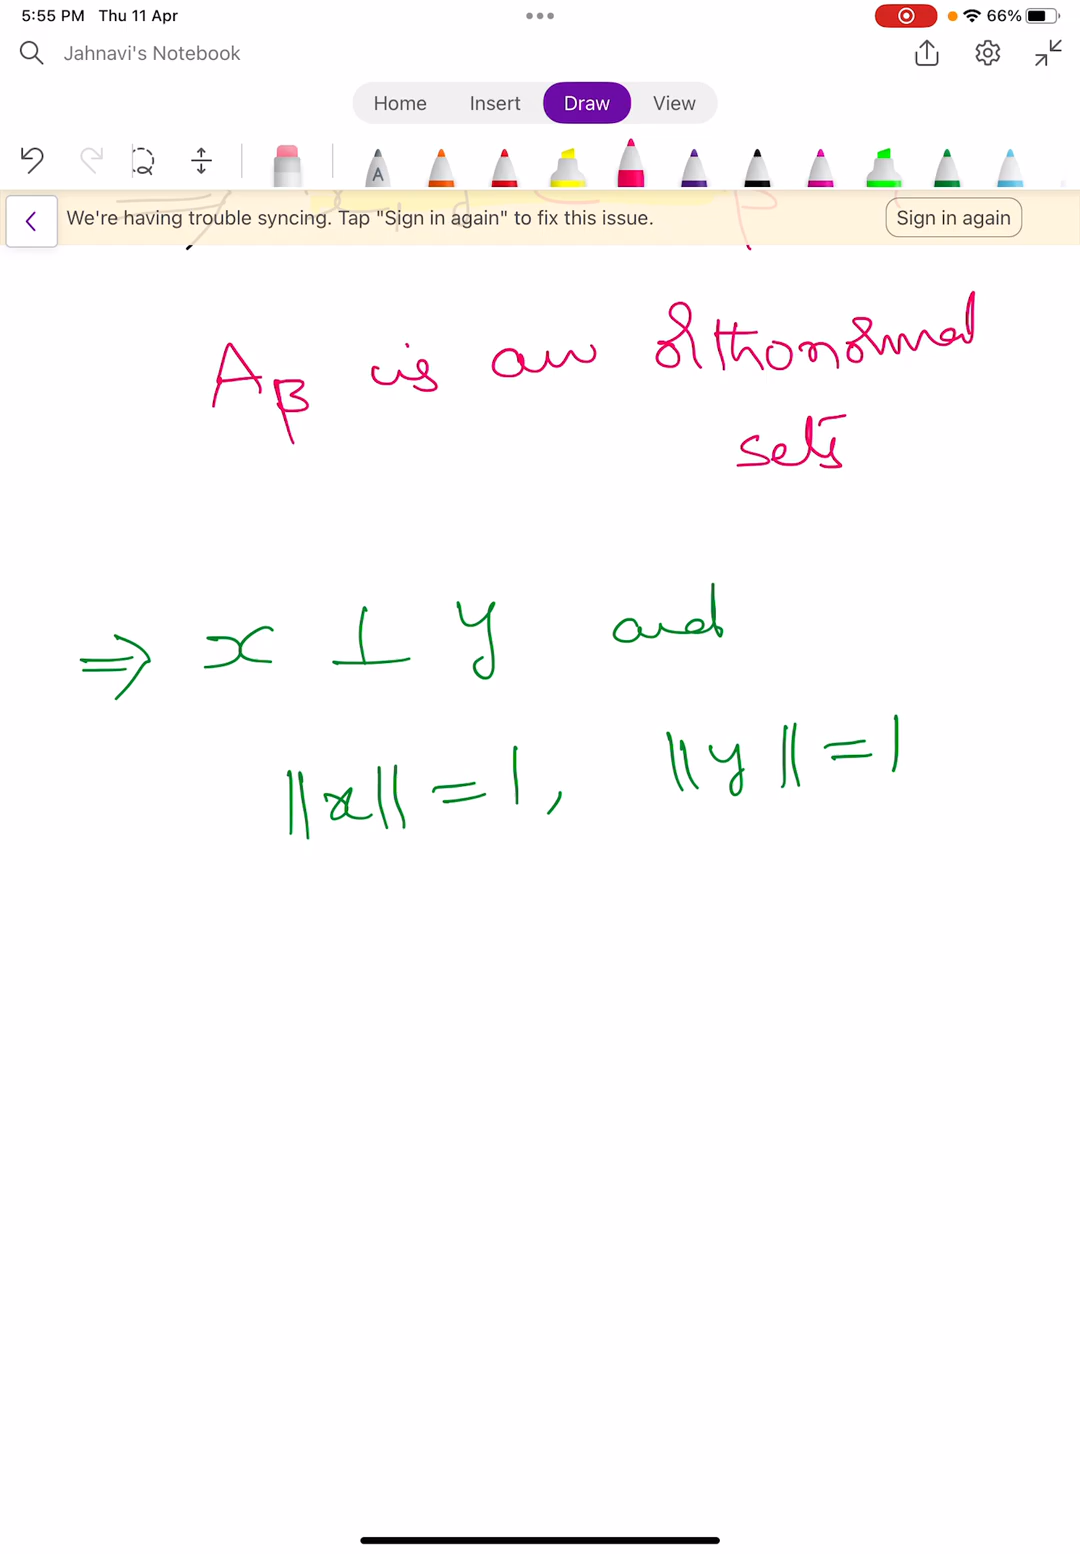 5:55 PM Thu 11 Apr
66%
Jahnavi's Notebook
Home Insert Draw View
A
We're having trouble syncing. Tap "Sign in again" to fix this issue.
Sign in again
Aβ is an orthonormal
sets
⇒ x ⊥ y and
||x|| = 1, ||y|| = 1